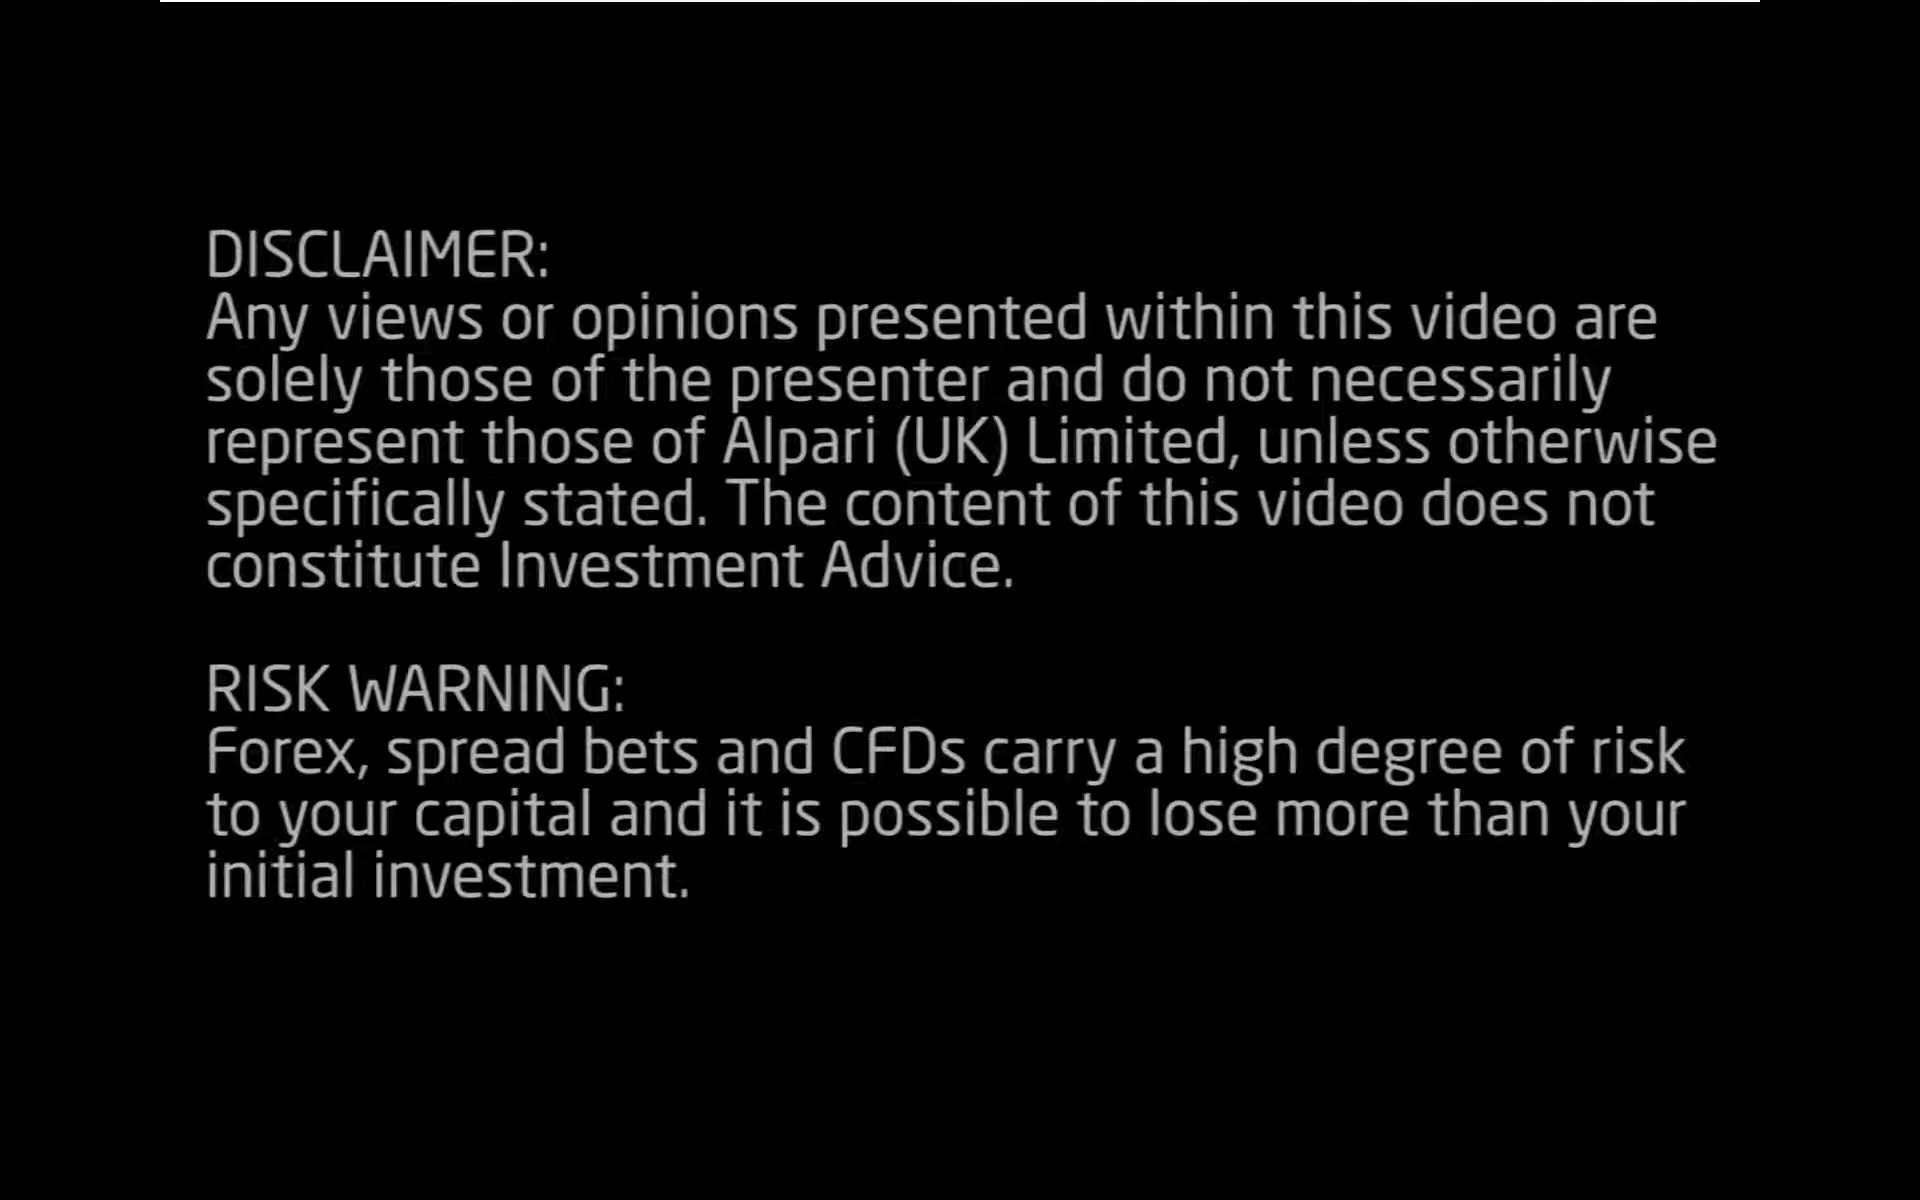 DISCLAIMER:
Any views or opinions presented within this video are
solely those of the presenter and do not necessarily
represent those of Alpari (UK) Limited, unless otherwise
specifically stated. The content of this video does not
constitute Investment Advice.
RISK WARNING:
Forex, spread bets and CFDs carry a high degree of risk
to your capital and it is possible to lose more than your
initial investment.